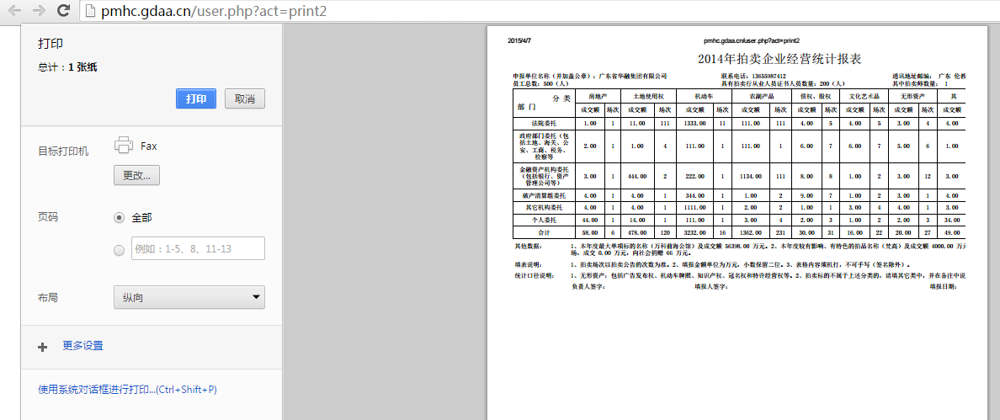 pmhc.gdaa.cn/user.php?act=print2
打印
总计：1 张纸
打印 取消
目标打印机 Fax
更改...
页码 全部
例如：1-5、8、11-13
布局 纵向
更多设置
使用系统对话框进行打印...(Ctrl+Shift+P)
2015/4/7 pmhc.gdaa.cn/user.php?act=print2
2014年拍卖企业经营统计报表
申报单位名称（并加盖公章）：广东省华融集团有限公司 联系电话：13655987412 通讯地址邮编： 广东 伦教
员工总数：500（人） 具有拍卖行从业人员证书人员数量：200（人） 其中拍卖师数量： 1
分 类 房地产 土地使用权 机动车 农副产品 债权、股权 文化艺术品 无形资产 其
部 门 成交额 场次 成交额 场次 成交额 场次 成交额 场次 成交额 场次 成交额 场次 成交额 场次 成交额
法院委托 1.00 1 11.00 111 1333.00 11 111.00 111 4.00 5 4.00 5 3.00 4 4.00
政府部门委托（包
括土地、海关、公
安、工商、税务、
检察等 2.00 1 1.00 4 111.00 1 111.00 1 6.00 7 6.00 7 5.00 6 1.00
金融资产机构委托
（包括银行、资产
管理公司等） 3.00 1 444.00 2 222.00 1 1134.00 111 8.00 8 1.00 2 3.00 12 3.00
破产清算组委托 4.00 1 4.00 1 344.00 1 1.00 2 9.00 7 1.00 2 3.00 1 4.00
其它机构委托 4.00 1 4.00 1 1111.00 1 2.00 2 1.00 1 3.00 4 4.00 1 3.00
个人委托 44.00 1 14.00 1 111.00 1 3.00 4 2.00 3 1.00 2 2.00 3 34.00
合计 58.00 6 478.00 120 3232.00 16 1362.00 231 30.00 31 16.00 22 20.00 27 49.00
其他数据： 1、本年度最大单项标的名称（万科前海公馆）及成交额 56398.00 万元。2、本年度较有影响、有特色的拍品名称（梵高）及成交额 4000.00 万元
场，成交 0.00 万元，向社会捐赠 66 万元。
填表说明： 1、拍卖场次以拍卖公告的次数为准。2、填报金额单位为万元，小数保留二位。3、表格内容须机打，不可手写（签名除外）。
统计口径说明： 1、无形资产：包括广告发布权、机动车牌照、知识产权、冠名权和特许经营权等。2、拍卖标的不属于上述分类的，请填其它类中，并在备注中说
负责人签字： 填报人签字： 填报日期：